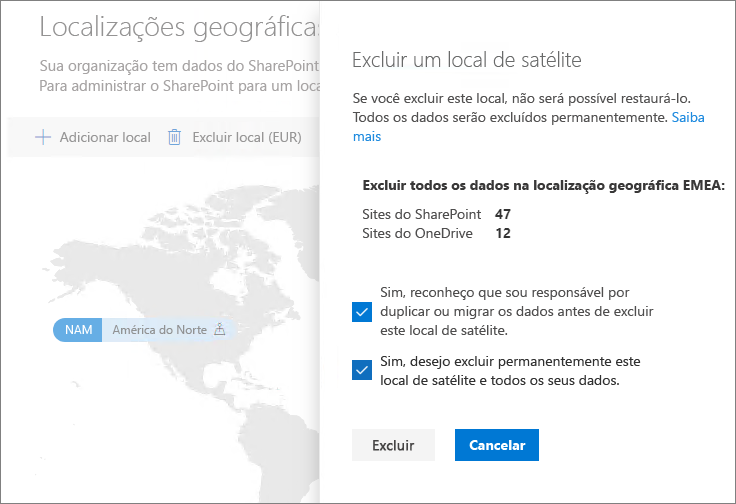 Localizações geográficas
Sua organização tem dados do SharePoint
Para administrar o SharePoint para um loca
Adicionar local
Excluir local (EUR)
NAM
América do Norte
Excluir um local de satélite
Se você excluir este local, não será possível restaurá-lo.
Todos os dados serão excluídos permanentemente. Saiba
mais
Excluir todos os dados na localização geográfica EMEA:
Sites do SharePoint 47
Sites do OneDrive 12
Sim, reconheço que sou responsável por
duplicar ou migrar os dados antes de excluir
este local de satélite.
Sim, desejo excluir permanentemente este
local de satélite e todos os seus dados.
Excluir
Cancelar